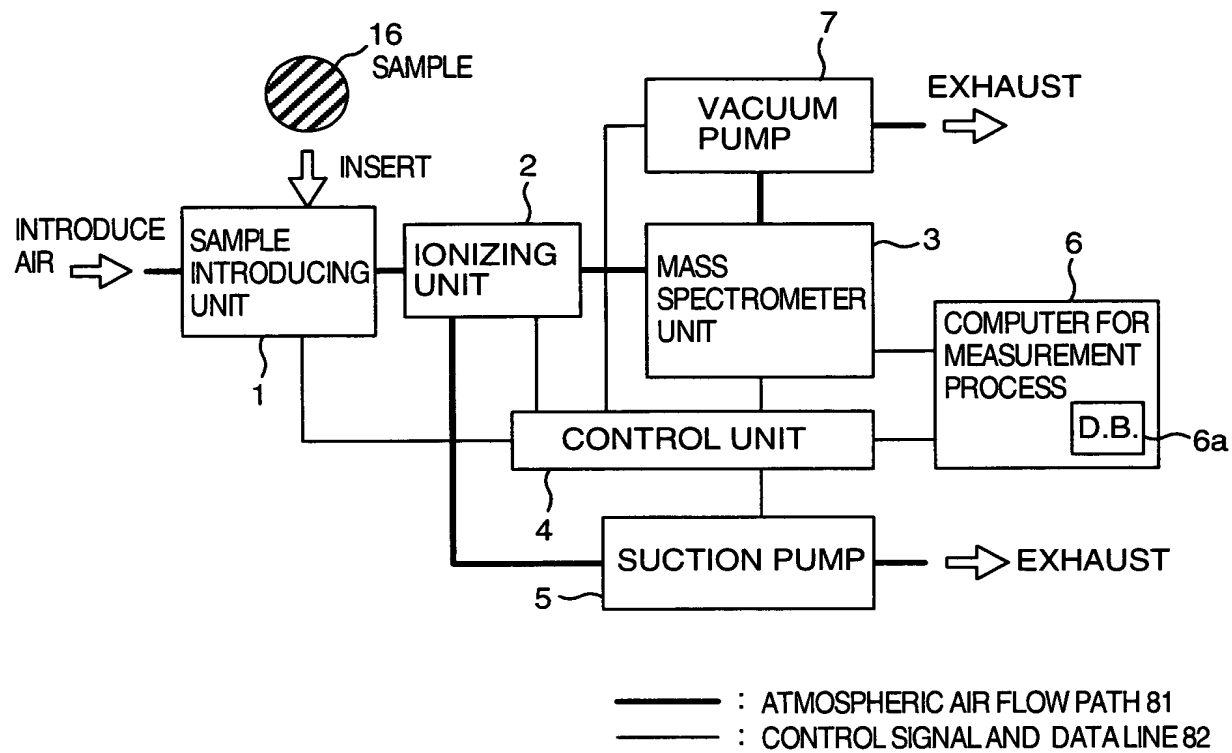 16
SAMPLE
INSERT
INTRODUCE
AIR
SAMPLE
INTRODUCING
UNIT
1
2
IONIZING
UNIT
7
VACUUM
PUMP
EXHAUST
3
MASS
SPECTROMETER
UNIT
6
COMPUTER FOR
MEASUREMENT
PROCESS
D.B.
6a
CONTROL UNIT
4
SUCTION PUMP
5
EXHAUST
: ATMOSPHERIC AIR FLOW PATH 81
: CONTROL SIGNAL AND DATA LINE 82